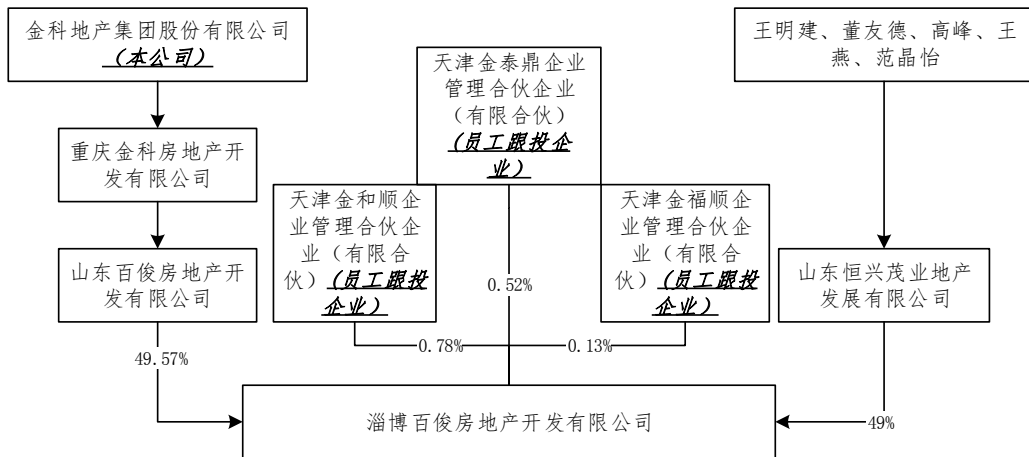 金科地产集团股份有限公司
(本公司)
重庆金科房地产开
发有限公司
山东百俊房地产开
发有限公司
49.57%
天津金泰鼎企业
管理合伙企业
（有限合伙）
(员工跟投企
业)
天津金和顺企
业管理合伙企
业（有限合
伙）(员工跟投
企业)
0.78%
0.52%
天津金福顺企
业管理合伙企
业（有限合
伙）(员工跟投
企业)
0.13%
王明建、董友德、高峰、王
燕、范晶怡
山东恒兴茂业地产
发展有限公司
49%
淄博百俊房地产开发有限公司